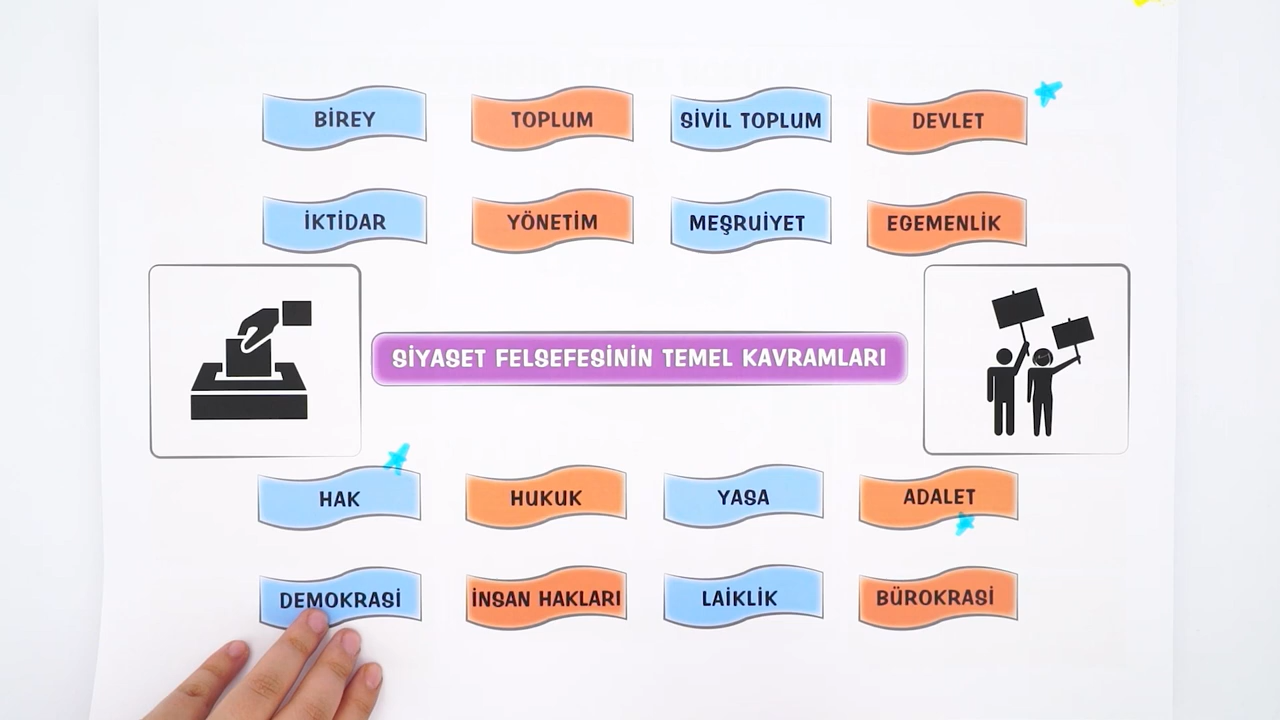 BİREY
TOPLUM
SİVİL TOPLUM
DEVLET
İKTİDAR
YÖNETİM
MEŞRUİYET
EGEMENLİK
SİYASET FELSEFESİNİN TEMEL KAVRAMLARI
HAK
HUKUK
YASA
ADALET
DEMOKRASİ
İNSAN HAKLARI
LAİKLİK
BÜROKRASİ